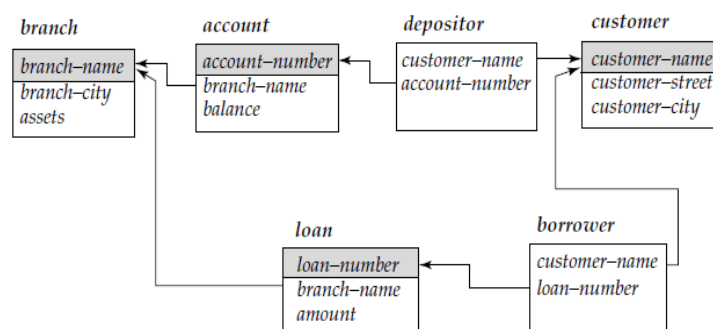 branch
branch–name
branch–city
assets
account
account–number
branch–name
balance
depositor
customer–name
account–number
customer
customer–name
customer–street
customer–city
loan
loan–number
branch–name
amount
borrower
customer–name
loan–number